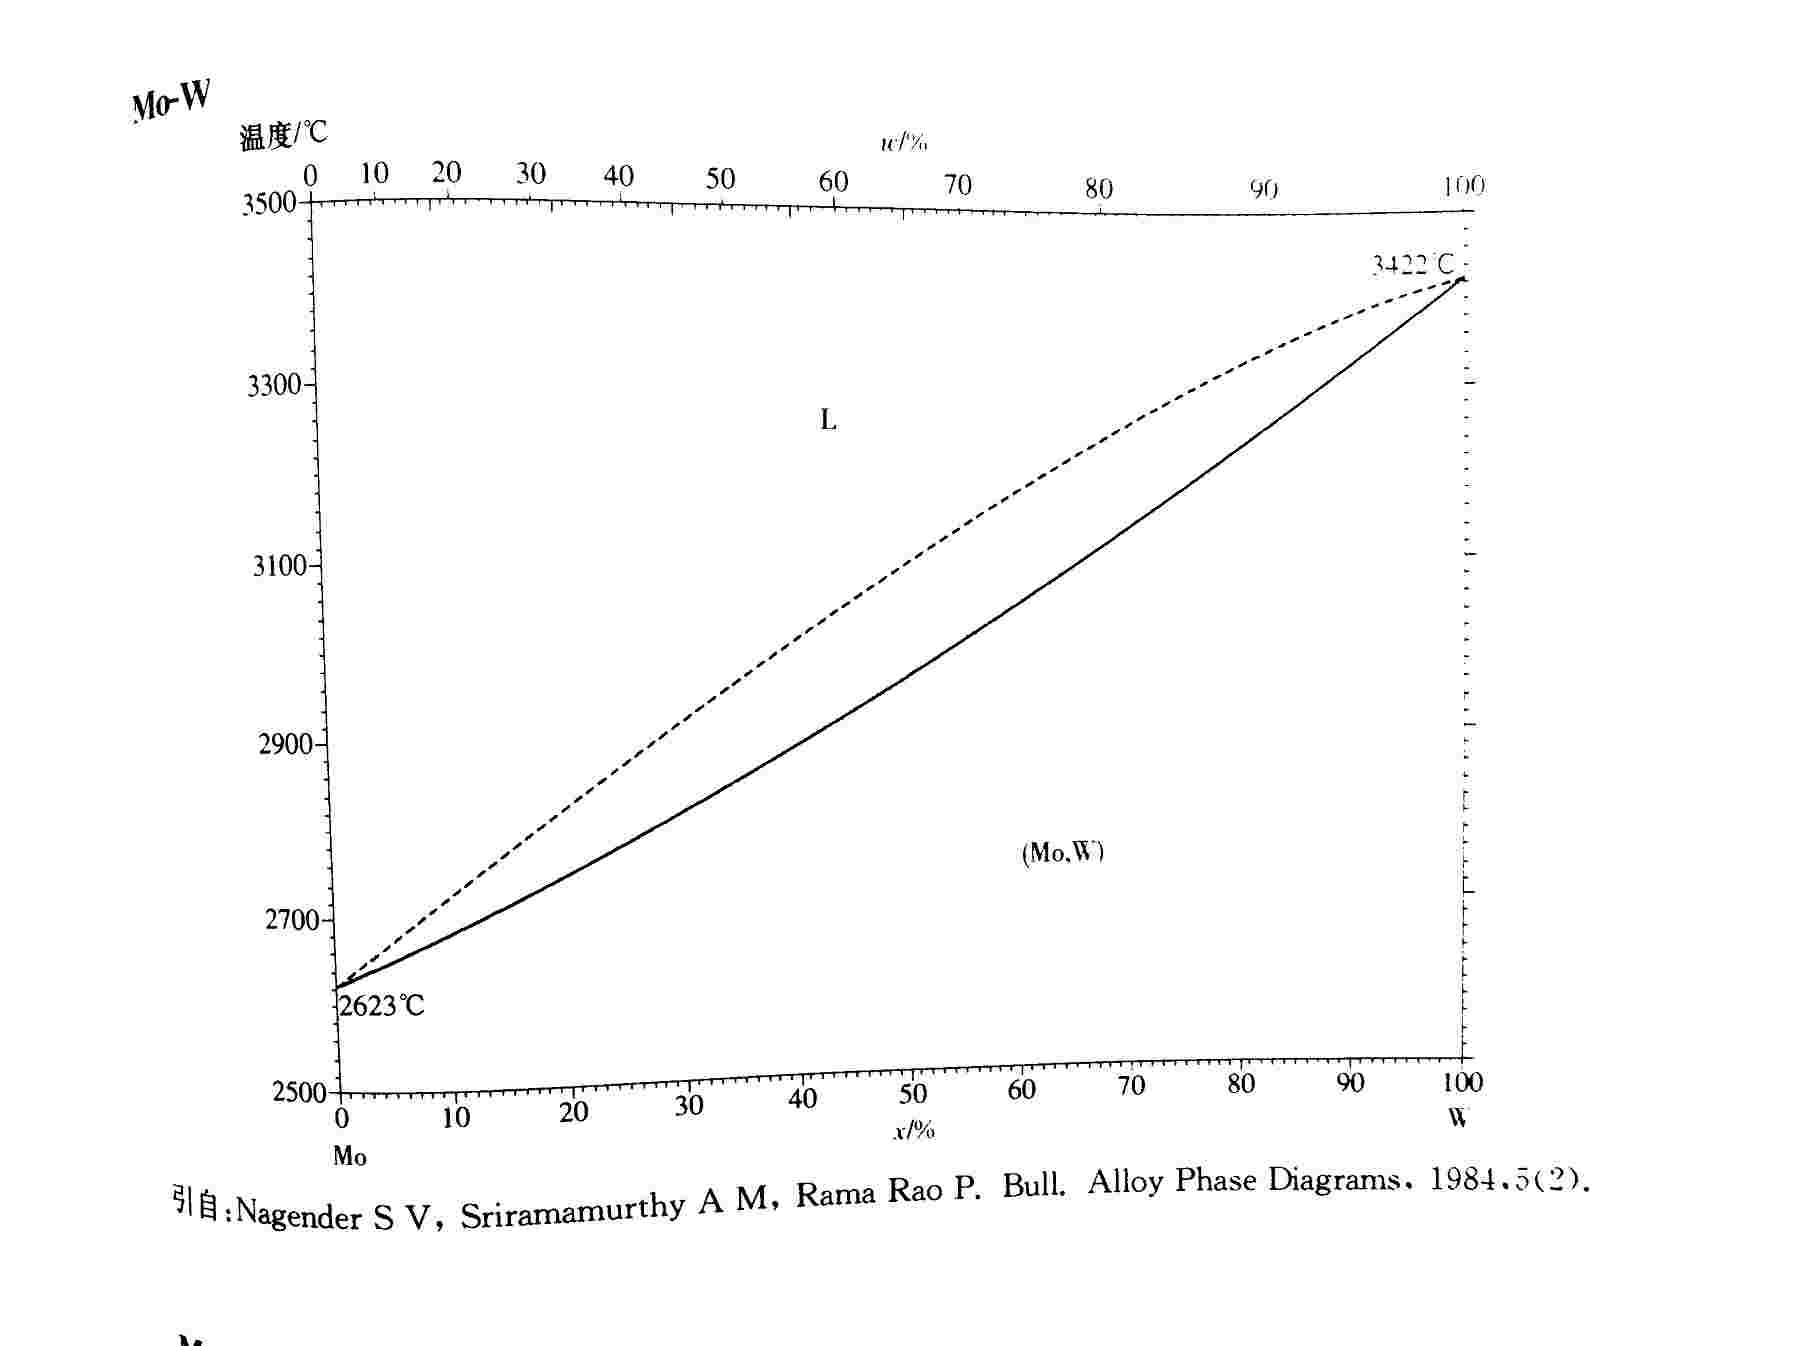 Mo-W
温度/℃
w/%
0 10 20 30 40 50 60 70 80 90 100
3500
3422℃
3300
L
3100
2900
(Mo,W)
2700
2623℃
2500
0 10 20 30 40 50 60 70 80 90 100
x/%
Mo W
引自:Nagender S V, Sriramamurthy A M, Rama Rao P. Bull. Alloy Phase Diagrams, 1984,5(2).